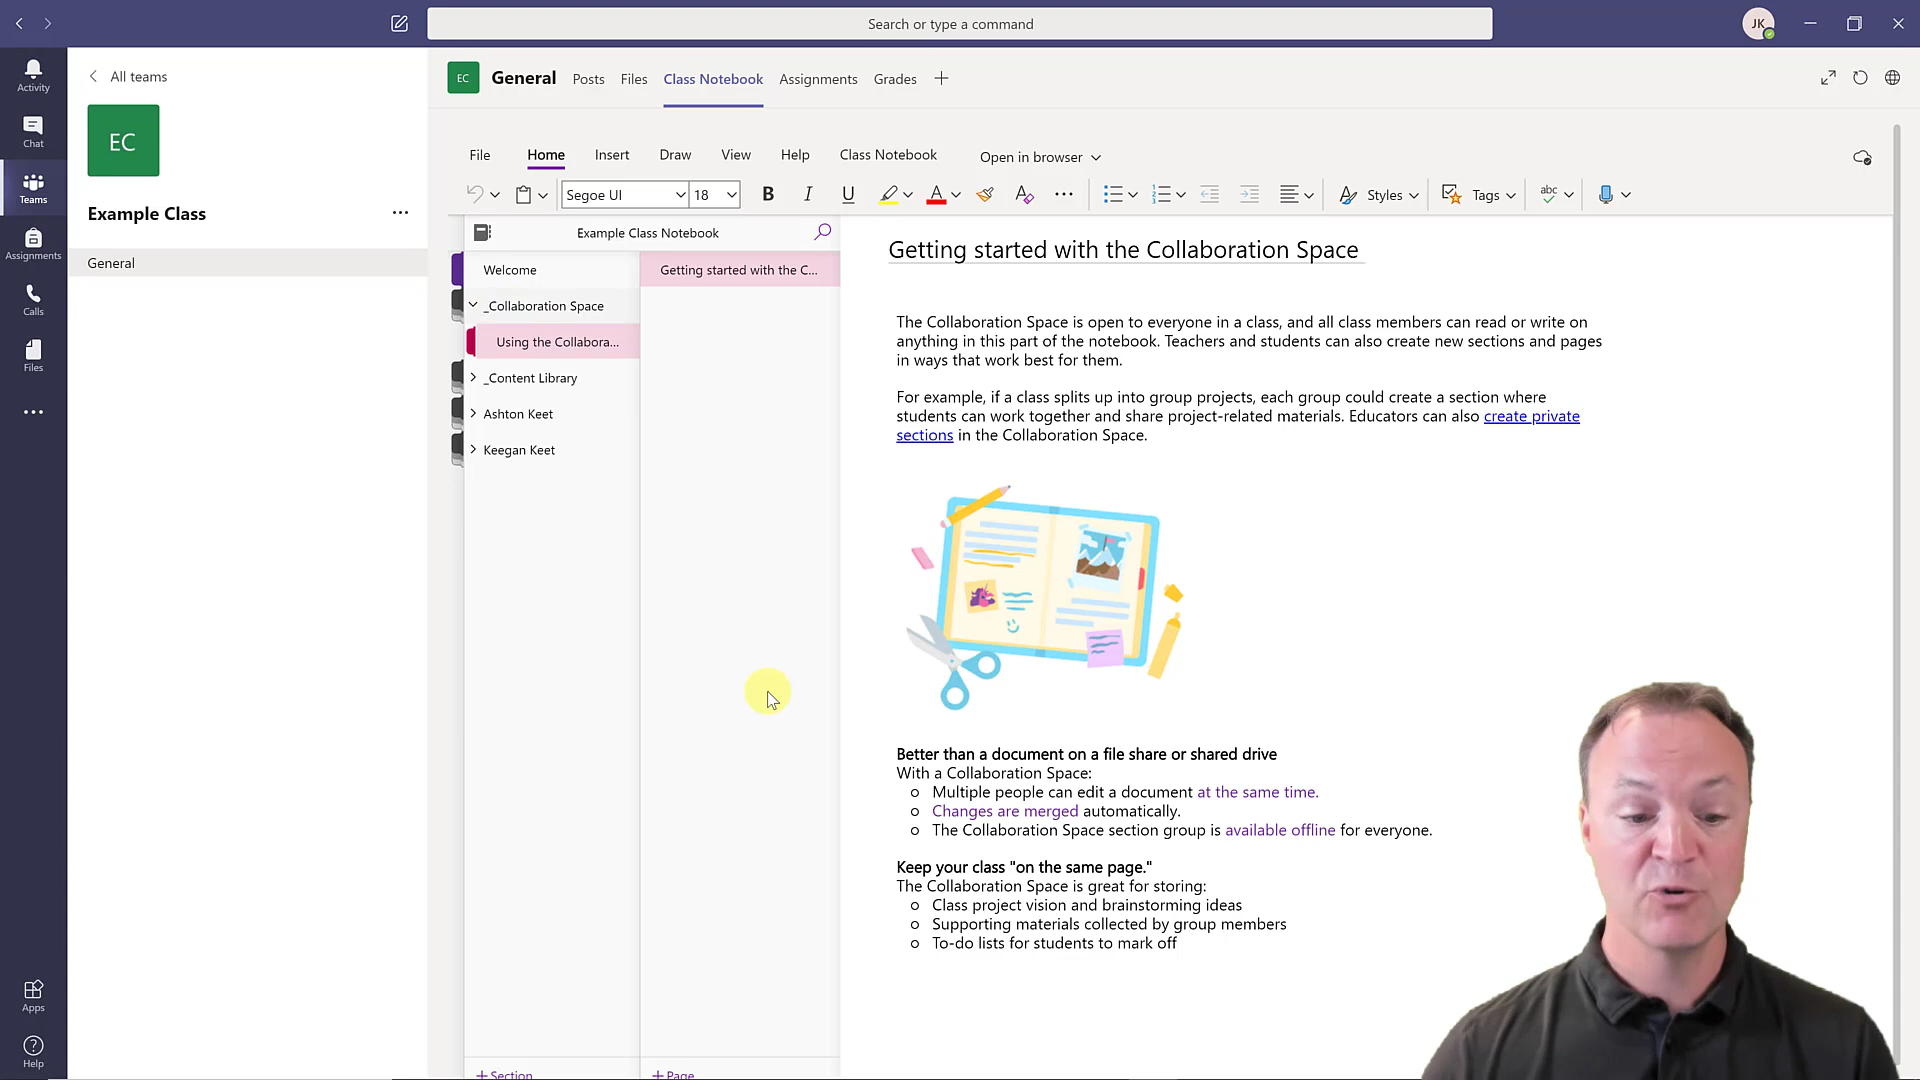 Search or type a command
JK
Activity
Chat
Teams
Assignments
Calls
Files
Apps
Help
All teams
EC
Example Class
General
EC
General
Posts
Files
Class Notebook
Assignments
Grades
File
Home
Insert
Draw
View
Help
Class Notebook
Open in browser
Segoe UI
18
B
I
U
A
A
Styles
Tags
abc
Example Class Notebook
Welcome
_Collaboration Space
Using the Collabora...
_Content Library
Ashton Keet
Keegan Keet
Getting started with the C...
+ Section
+ Page
Getting started with the Collaboration Space
The Collaboration Space is open to everyone in a class, and all class members can read or write on
anything in this part of the notebook. Teachers and students can also create new sections and pages
in ways that work best for them.
For example, if a class splits up into group projects, each group could create a section where
students can work together and share project-related materials. Educators can also create private
sections in the Collaboration Space.
Better than a document on a file share or shared drive
With a Collaboration Space:
o Multiple people can edit a document at the same time.
o Changes are merged automatically.
o The Collaboration Space section group is available offline for everyone.
Keep your class "on the same page."
The Collaboration Space is great for storing:
o Class project vision and brainstorming ideas
o Supporting materials collected by group members
o To-do lists for students to mark off